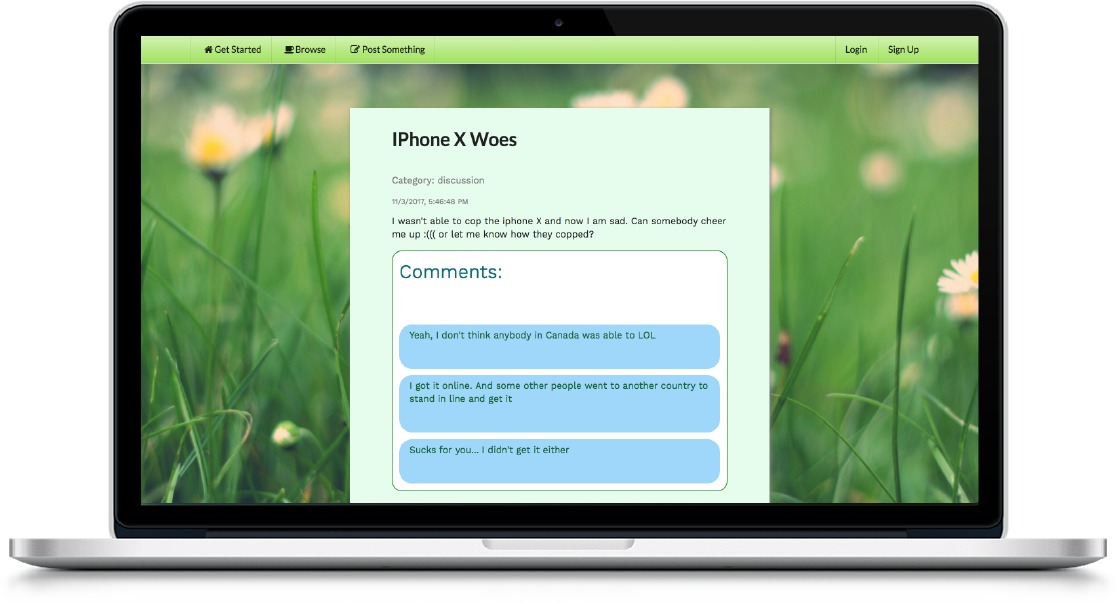 Get Started Browse Post Something Login Sign Up
IPhone X Woes
Category: discussion
11/3/2017, 5:46:48 PM
I wasn't able to cop the iphone X and now I am sad. Can somebody cheer
me up :((( or let me know how they copped?
Comments:
Yeah, I don't think anybody in Canada was able to LOL
I got it online. And some other people went to another country to
stand in line and get it
Sucks for you... I didn't get it either